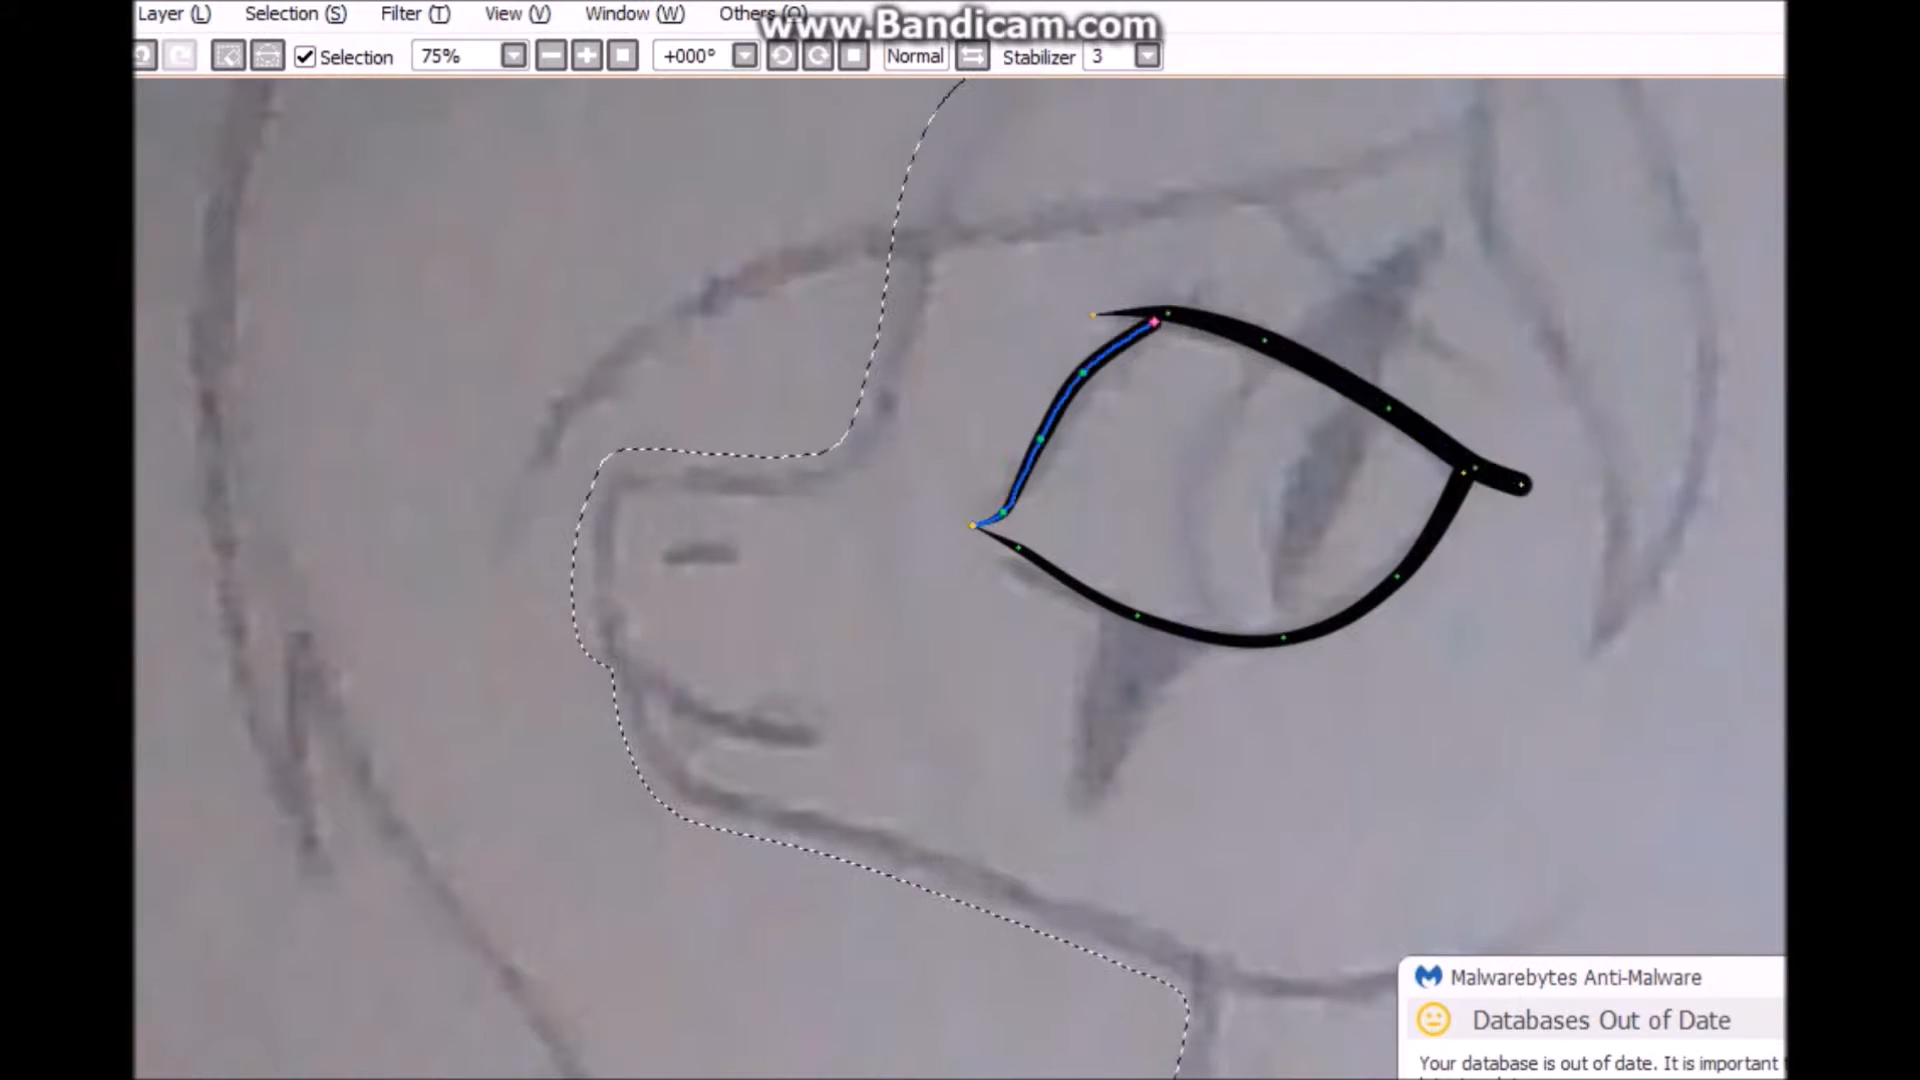 Layer (L) Selection (S) Filter (T) View (V) Window (W) Others (O)
www.Bandicam.com
Selection 75% +000° Normal Stabilizer 3
Malwarebytes Anti-Malware
Databases Out of Date
Your database is out of date. It is important